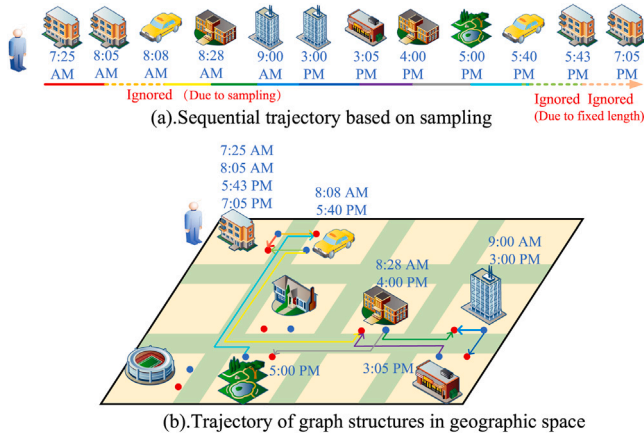 7:25 8:05 8:08 8:28 9:00 3:00 3:05 4:00 5:00 5:40 5:43 7:05
AM AM AM AM AM PM PM PM PM PM PM PM
Ignored (Due to sampling) Ignored Ignored
(Due to fixed length)
(a).Sequential trajectory based on sampling
7:25 AM
8:05 AM
5:43 PM
7:05 PM
8:08 AM
5:40 PM
9:00 AM
3:00 PM
8:28 AM
4:00 PM
5:00 PM
3:05 PM
(b).Trajectory of graph structures in geographic space